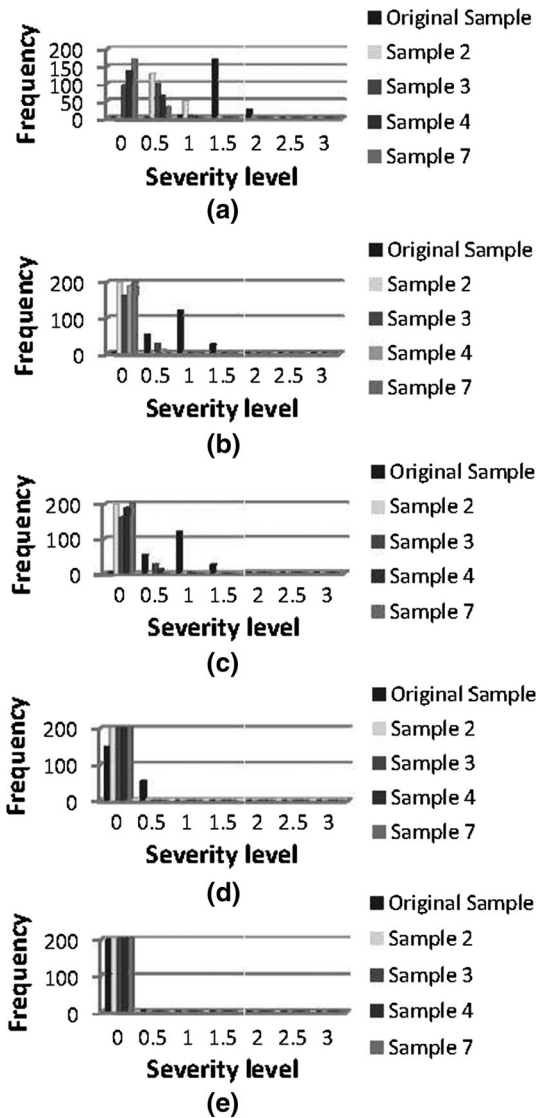 Frequency
200
150
100
50
0
0 0.5 1 1.5 2 2.5 3
Severity level
Original Sample
Sample 2
Sample 3
Sample 4
Sample 7
(a)
Frequency
200
100
0
0 0.5 1 1.5 2 2.5 3
Severity level
Original Sample
Sample 2
Sample 3
Sample 4
Sample 7
(b)
Frequency
200
100
0
0 0.5 1 1.5 2 2.5 3
Severity level
Original Sample
Sample 2
Sample 3
Sample 4
Sample 7
(c)
Frequency
200
100
0
0 0.5 1 1.5 2 2.5 3
Severity level
Original Sample
Sample 2
Sample 3
Sample 4
Sample 7
(d)
Frequency
200
100
0
0 0.5 1 1.5 2 2.5 3
Severity level
Original Sample
Sample 2
Sample 3
Sample 4
Sample 7
(e)